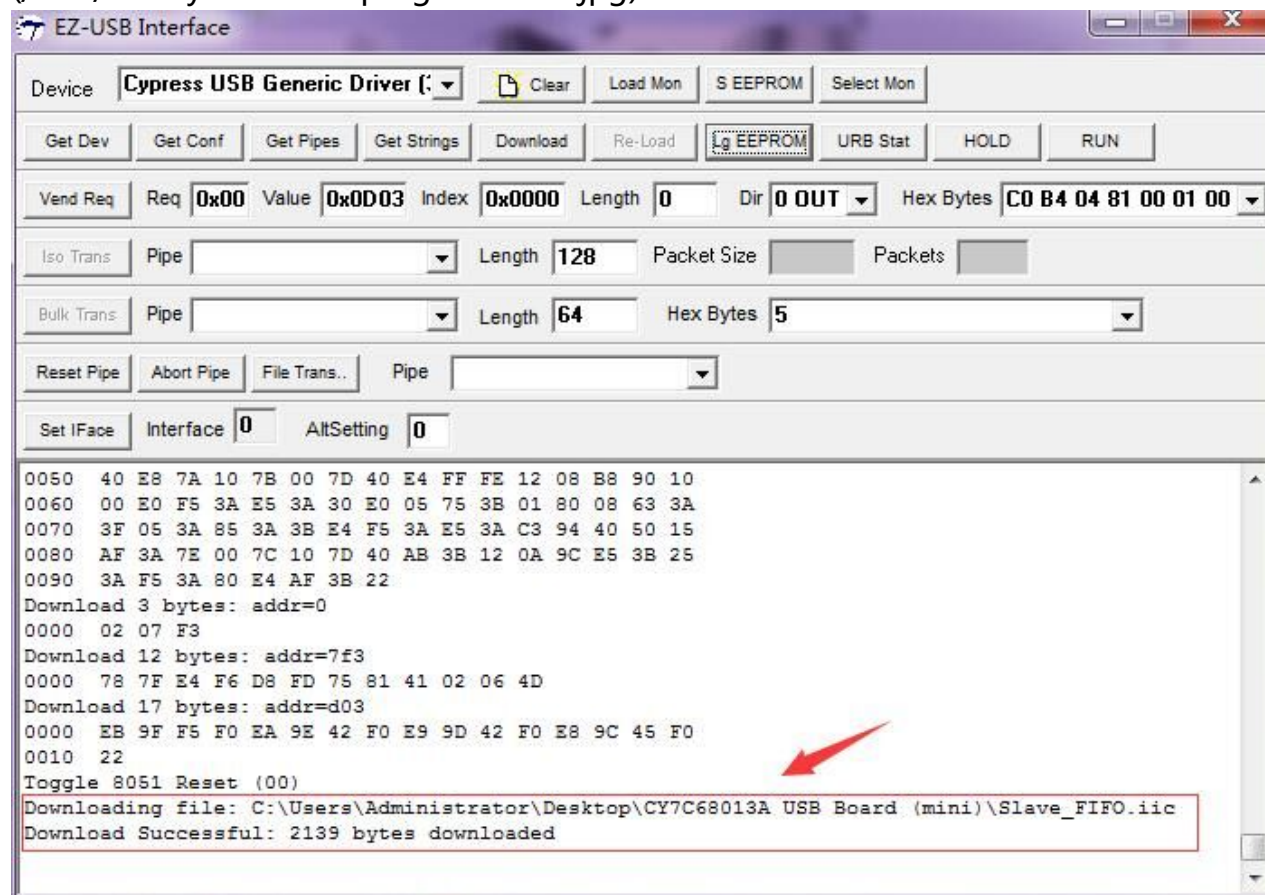 EZ-USB Interface
Device Cypress USB Generic Driver (: Clear Load Mon S EEPROM Select Mon
Get Dev Get Conf Get Pipes Get Strings Download Re-Load Lg EEPROM URB Stat HOLD RUN
Vend Req Req 0x00 Value 0x0D03 Index 0x0000 Length 0 Dir 0 OUT Hex Bytes C0 B4 04 81 00 01 00
Iso Trans Pipe Length 128 Packet Size Packets
Bulk Trans Pipe Length 64 Hex Bytes 5
Reset Pipe Abort Pipe File Trans.. Pipe
Set IFace Interface 0 AltSetting 0
0050 40 E8 7A 10 7B 00 7D 40 E4 FF FE 12 08 B8 90 10
0060 00 E0 F5 3A E5 3A 30 E0 05 75 3B 01 80 08 63 3A
0070 3F 05 3A 85 3A 3B E4 F5 3A E5 3A C3 94 40 50 15
0080 AF 3A 7E 00 7C 10 7D 40 AB 3B 12 0A 9C E5 3B 25
0090 3A F5 3A 80 E4 AF 3B 22
Download 3 bytes: addr=0
0000 02 07 F3
Download 12 bytes: addr=7f3
0000 78 7F E4 F6 D8 FD 75 81 41 02 06 4D
Download 17 bytes: addr=d03
0000 EB 9F F5 F0 EA 9E 42 F0 E9 9D 42 F0 E8 9C 45 F0
0010 22
Toggle 8051 Reset (00)
Downloading file: C:\Users\Administrator\Desktop\CY7C68013A USB Board (mini)\Slave_FIFO.iic
Download Successful: 2139 bytes downloaded